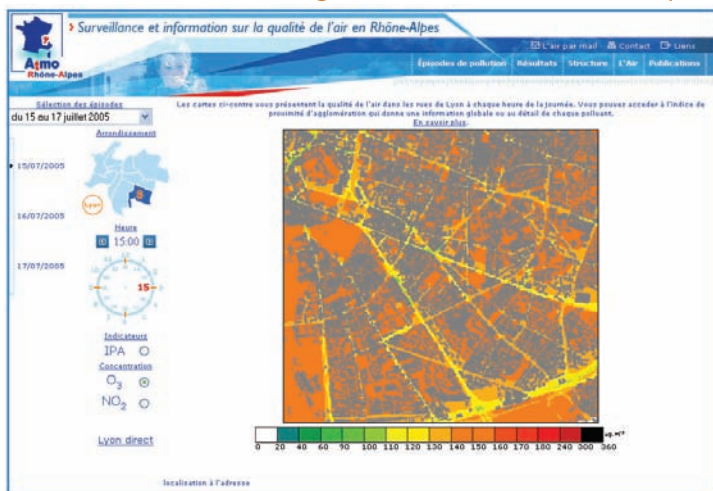 Surveillance et information sur la qualité de l'air en Rhône-Alpes
Atmo
Rhône-Alpes
L'air par mail Contact Liens
Épisodes de pollution Résultats Structure L'Air Publications
Sélection des épisodes
du 15 au 17 juillet 2005
Les cartes ci-contre vous présentent la qualité de l'air dans les rues de Lyon à chaque heure de la journée. Vous pouvez acceder à l'indice de
proximité d'agglomération qui donne une information globale ou au détail de chaque polluant.
En savoir plus.
Arrondissement
15/07/2005
16/07/2005
17/07/2005
Lyon
8
Heure
15:00
15
Indicateurs
IPA
Concentration
O3
NO2
Lyon direct
0 20 40 60 80 100 110 120 130 140 150 160 170 180 240 300 360
localisation à l'adresse